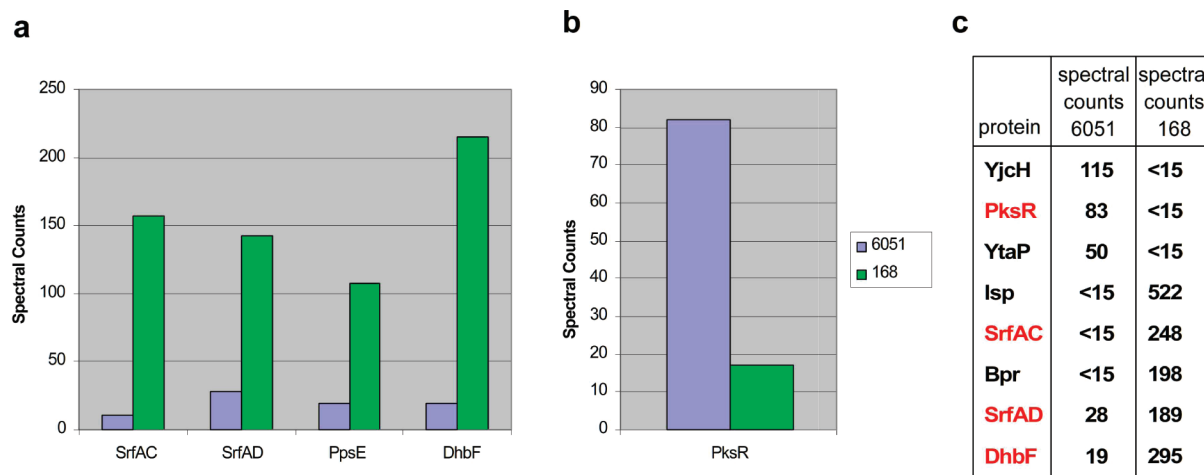 a
250
200
150
100
50
0
Spectral Counts
SrfAC SrfAD PpsE DhbF
b
90
80
70
60
50
40
30
20
10
0
Spectral Counts
PksR
6051
168
c
protein spectral counts 6051 spectra counts 168
YjcH 115 <15
PksR 83 <15
YtaP 50 <15
Isp <15 522
SrfAC <15 248
Bpr <15 198
SrfAD 28 189
DhbF 19 295